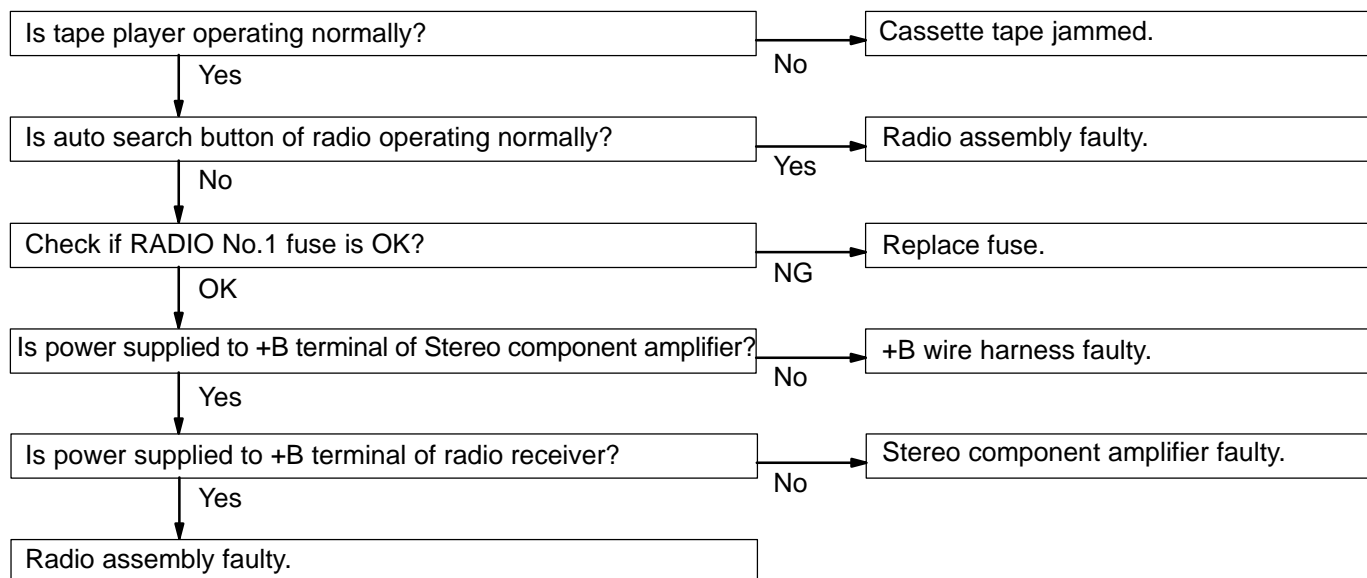 Is tape player operating normally?
No
Cassette tape jammed.
Yes
Is auto search button of radio operating normally?
Yes
Radio assembly faulty.
No
Check if RADIO No.1 fuse is OK?
NG
Replace fuse.
OK
Is power supplied to +B terminal of Stereo component amplifier?
No
+B wire harness faulty.
Yes
Is power supplied to +B terminal of radio receiver?
No
Stereo component amplifier faulty.
Yes
Radio assembly faulty.